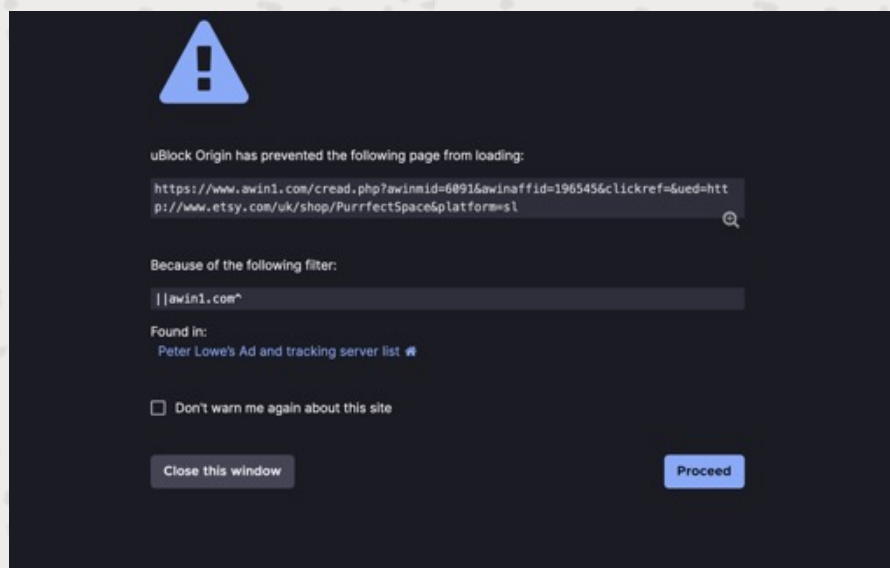 uBlock Origin has prevented the following page from loading:
https://www.awin1.com/cread.php?awinmid=6091&awinaffid=196545&clickref=&ued=htt
p://www.etsy.com/uk/shop/PurrfectSpace&platform=sl
Because of the following filter:
||awin1.com^
Found in:
Peter Lowe's Ad and tracking server list
Don't warn me again about this site
Close this window
Proceed